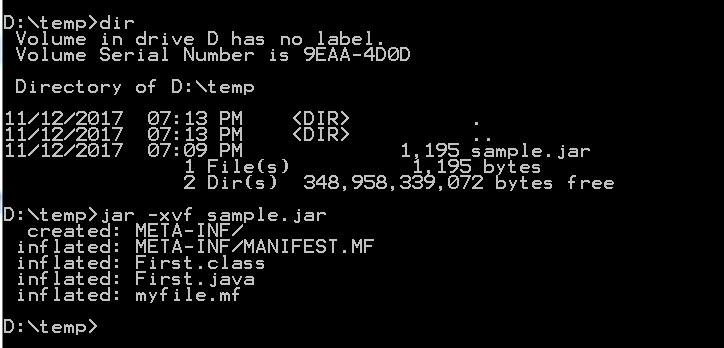 D:\temp>dir
 Volume in drive D has no label.
 Volume Serial Number is 9EAA-4D0D
 Directory of D:\temp
11/12/2017  07:13 PM    <DIR>          .
11/12/2017  07:13 PM    <DIR>          ..
11/12/2017  07:09 PM             1,195 sample.jar
               1 File(s)          1,195 bytes
               2 Dir(s)  348,958,339,072 bytes free
D:\temp>jar -xvf sample.jar
  created: META-INF/
 inflated: META-INF/MANIFEST.MF
 inflated: First.class
 inflated: First.java
 inflated: myfile.mf
D:\temp>